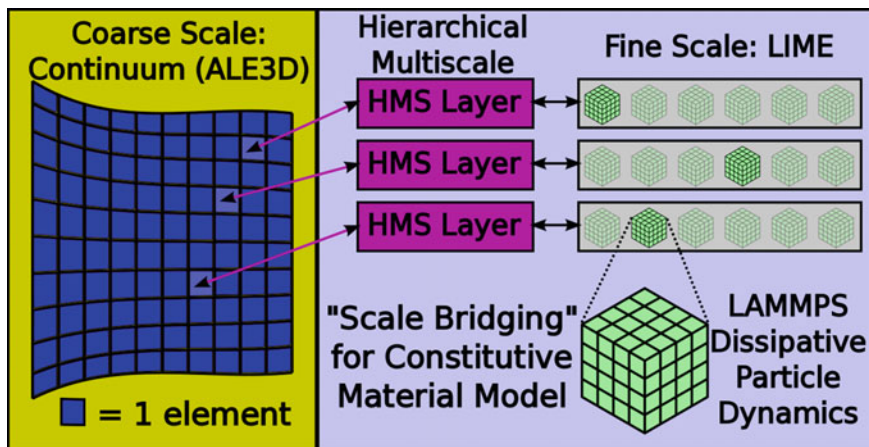 Coarse Scale:
Continuum (ALE3D)
= 1 element
Hierarchical
Multiscale
HMS Layer
HMS Layer
HMS Layer
Fine Scale: LIME
"Scale Bridging"
for Constitutive
Material Model
LAMMPS
Dissipative
Particle
Dynamics